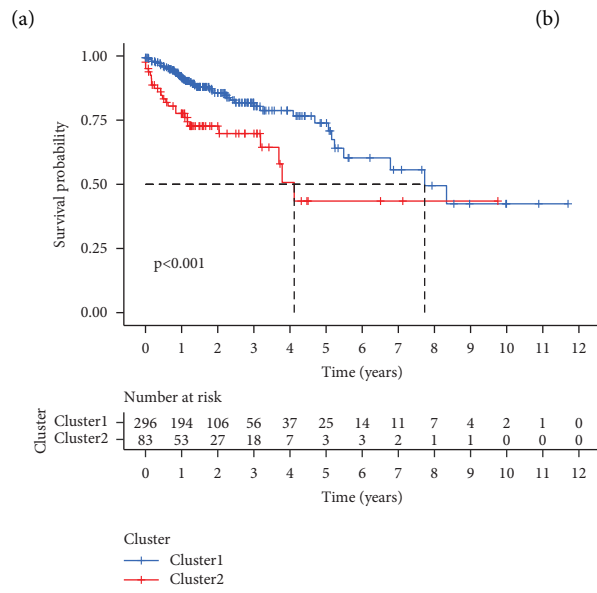 (a)
(b)
1.00
0.75
0.50
0.25
0.00
Survival probability
p<0.001
0 1 2 3 4 5 6 7 8 9 10 11 12
Time (years)
Number at risk
Cluster
Cluster1 296 194 106 56 37 25 14 11 7 4 2 1 0
Cluster2 83 53 27 18 7 3 3 2 1 1 0 0 0
0 1 2 3 4 5 6 7 8 9 10 11 12
Time (years)
Cluster
Cluster1
Cluster2